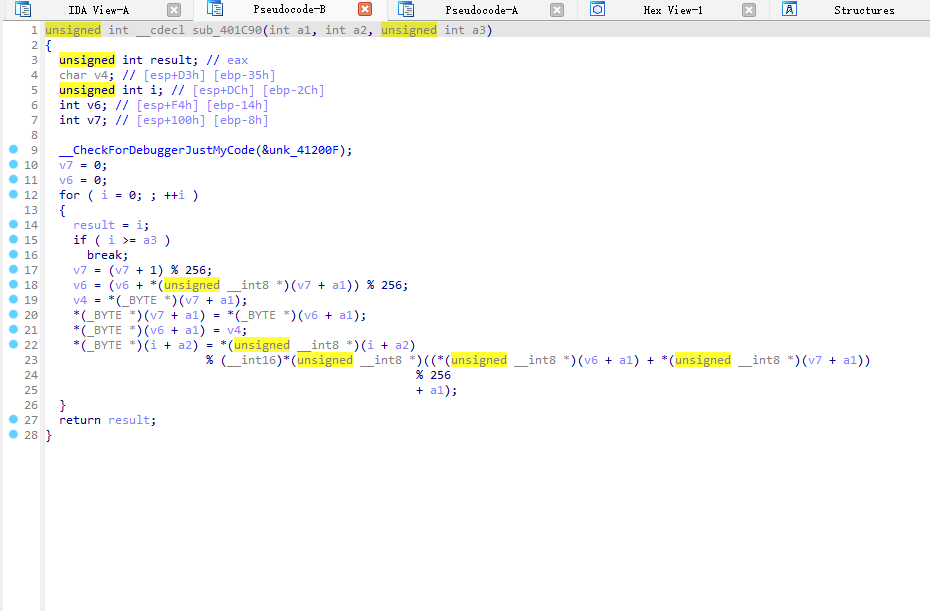 IDA View-A Pseudocode-B Pseudocode-A Hex View-1 Structures
1 unsigned int __cdecl sub_401C90(int a1, int a2, unsigned int a3)
2 {
3 unsigned int result; // eax
4 char v4; // [esp+D3h] [ebp-35h]
5 unsigned int i; // [esp+DCh] [ebp-2Ch]
6 int v6; // [esp+F4h] [ebp-14h]
7 int v7; // [esp+100h] [ebp-8h]
8
9 __CheckForDebuggerJustMyCode(&unk_41200F);
10 v7 = 0;
11 v6 = 0;
12 for ( i = 0; ; ++i )
13 {
14 result = i;
15 if ( i >= a3 )
16 break;
17 v7 = (v7 + 1) % 256;
18 v6 = (v6 + *(unsigned __int8 *)(v7 + a1)) % 256;
19 v4 = *(_BYTE *)(v7 + a1);
20 *(_BYTE *)(v7 + a1) = *(_BYTE *)(v6 + a1);
21 *(_BYTE *)(v6 + a1) = v4;
22 *(_BYTE *)(i + a2) = *(unsigned __int8 *)(i + a2)
23 % (__int16)*(unsigned __int8 *)((*(unsigned __int8 *)(v6 + a1) + *(unsigned __int8 *)(v7 + a1))
24 % 256
25 + a1);
26 }
27 return result;
28 }